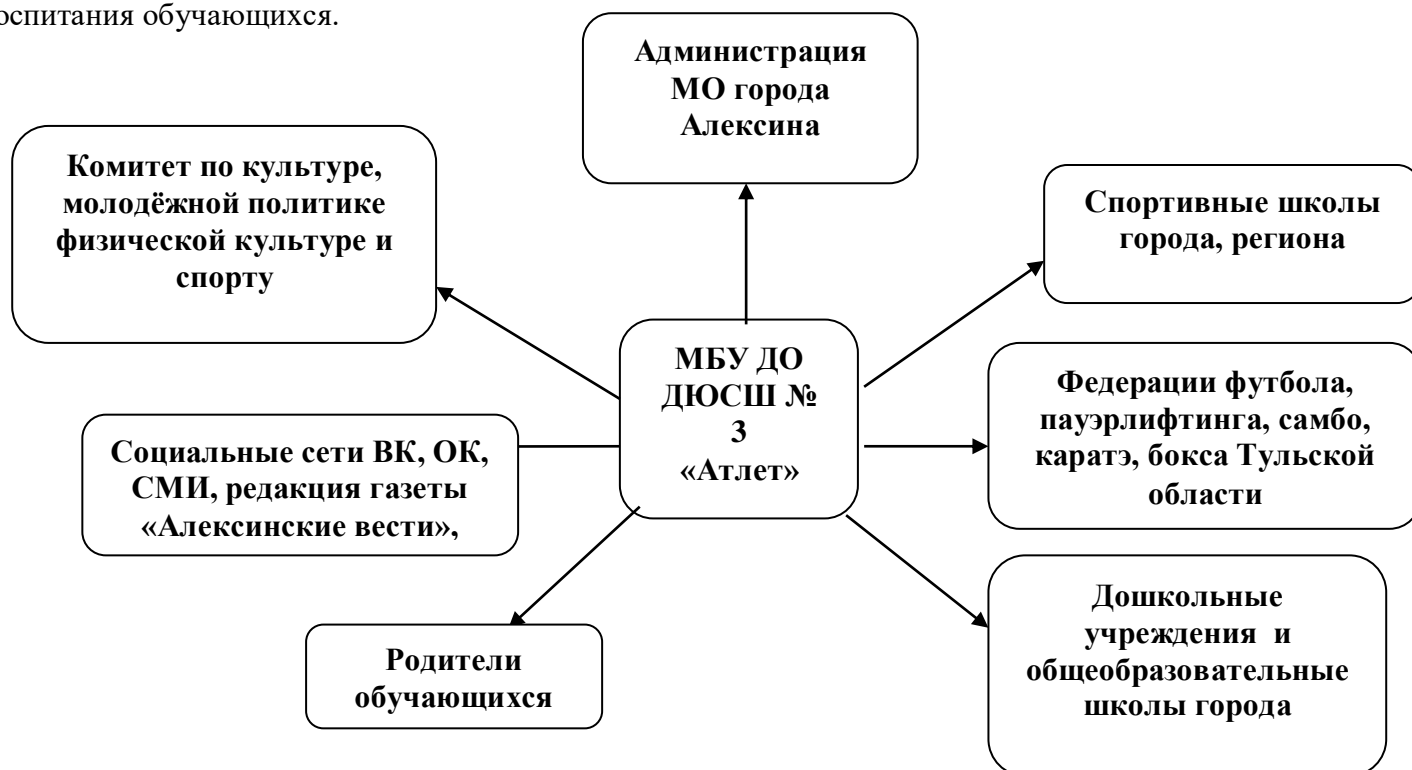 оспитания обучающихся.
Администрация
МО города
Алексина
Комитет по культуре,
молодёжной политике
физической культуре и
спорту
Спортивные школы
города, региона
МБУ ДО
ДЮСШ №
3
«Атлет»
Федерации футбола,
пауэрлифтинга, самбо,
каратэ, бокса Тульской
области
Социальные сети ВК, ОК,
СМИ, редакция газеты
«Алексинские вести»,
Родители
обучающихся
Дошкольные
учреждения и
общеобразовательные
школы города